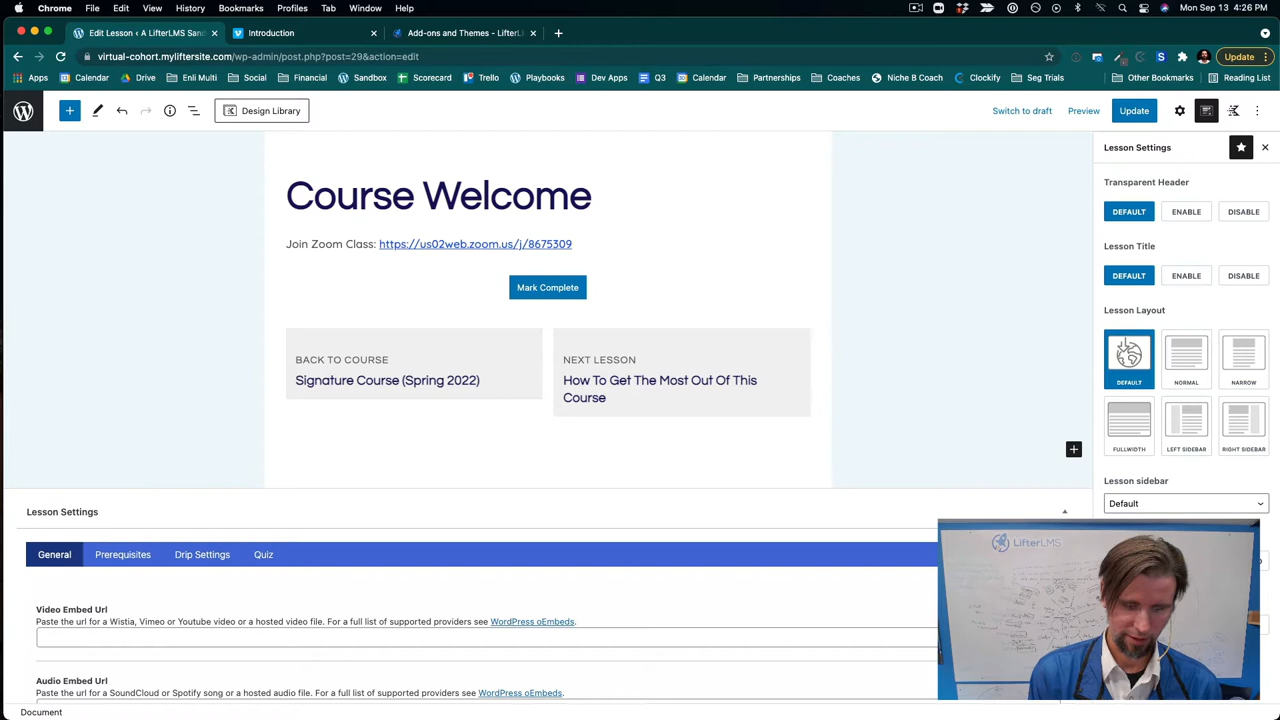 Chrome File Edit View History Bookmarks Profiles Tab Window Help Mon Sep 13 4:26 PM
Edit Lesson ‹ A LifterLMS San Introduction Add-ons and Themes - LifterL
virtual-cohort.myliftersite.com/wp-admin/post.php?post=29&action=edit Update
Apps Calendar Drive Enli Multi Social Financial Sandbox Scorecard Trello Playbooks Dev Apps Q3 Calendar Partnerships Coaches Niche B Coach Clockify Seg Trials Other Bookmarks Reading List
Design Library Switch to draft Preview Update
Lesson Settings
Transparent Header
DEFAULT ENABLE DISABLE
Lesson Title
DEFAULT ENABLE DISABLE
Lesson Layout
DEFAULT NORMAL NARROW
FULLWIDTH LEFT SIDEBAR RIGHT SIDEBAR
Lesson sidebar
Default
Course Welcome
Join Zoom Class: https://us02web.zoom.us/j/8675309
Mark Complete
BACK TO COURSE
Signature Course (Spring 2022)
NEXT LESSON
How To Get The Most Out Of This
Course
Lesson Settings
General Prerequisites Drip Settings Quiz
Video Embed Url
Paste the url for a Wistia, Vimeo or Youtube video or a hosted video file. For a full list of supported providers see WordPress oEmbeds.
Audio Embed Url
Paste the url for a SoundCloud or Spotify song or a hosted audio file. For a full list of supported providers see WordPress oEmbeds.
Document
LifterLMS